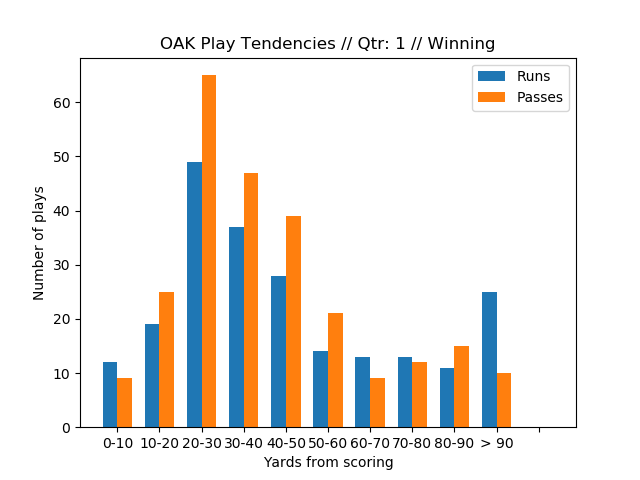 OAK Play Tendencies // Qtr: 1 // Winning
Runs
Passes
Number of plays
60
50
40
30
20
10
0
0-10 10-20 20-30 30-40 40-50 50-60 60-70 70-80 80-90 > 90
Yards from scoring